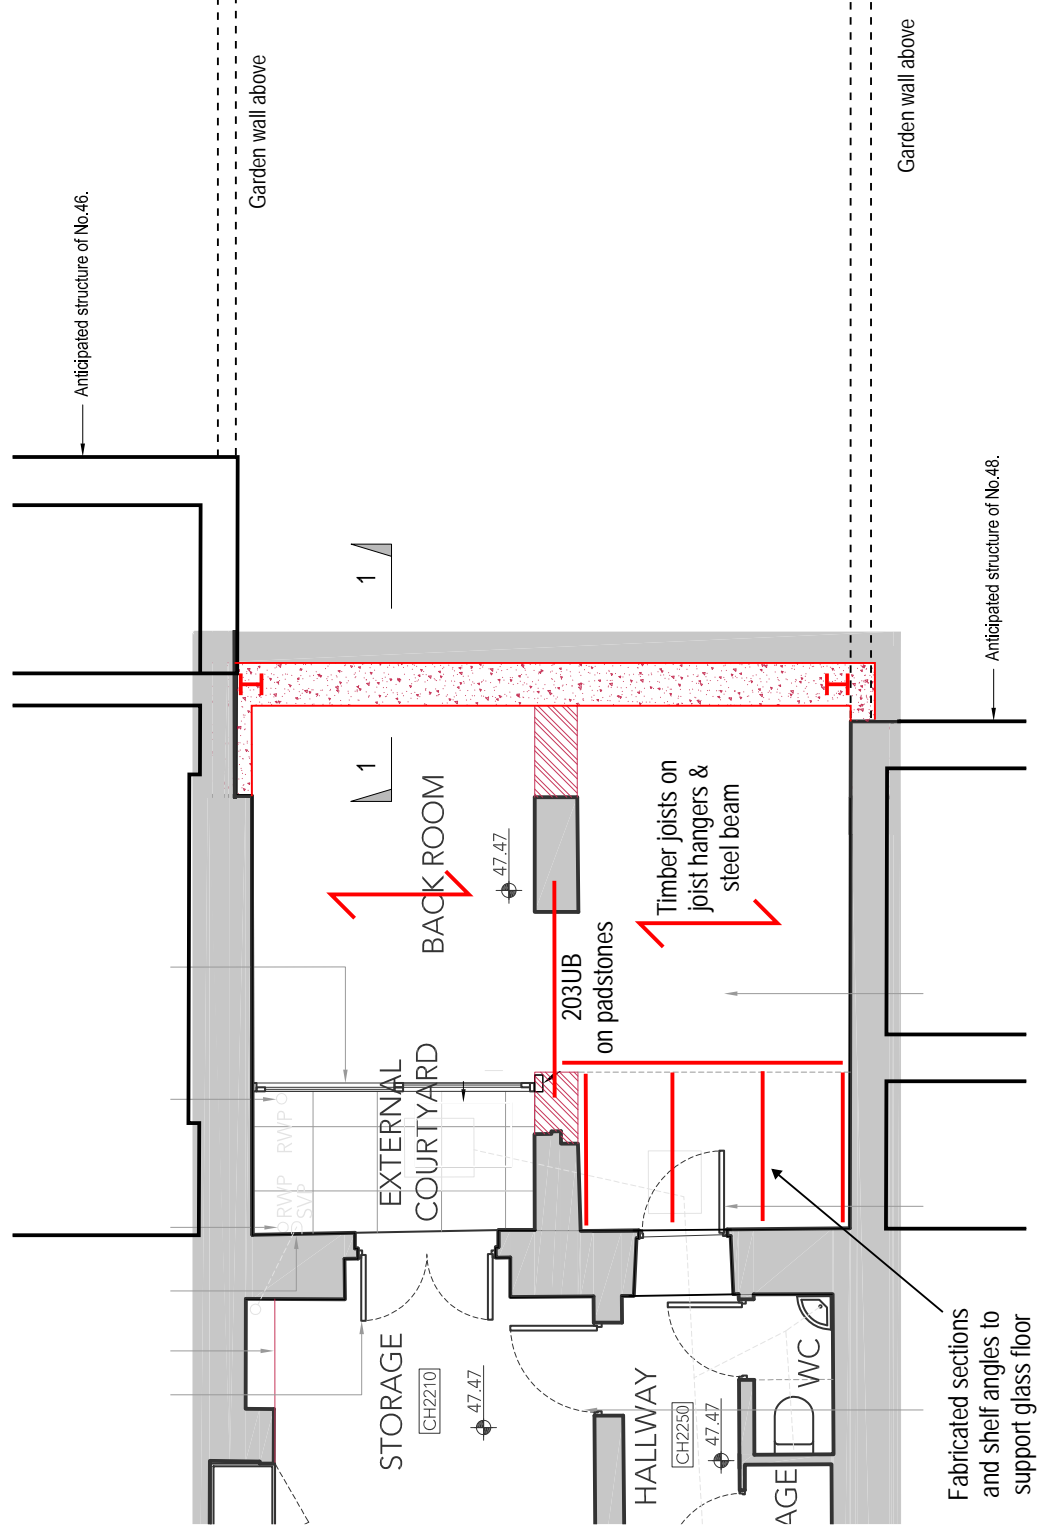 Garden wall above
Garden wall above
Anticipated structure of No.46.
Anticipated structure of No.48.
1
1
BACK ROOM
47.47
Timber joists on
joist hangers &
steel beam
203UB
on padstones
EXTERNAL
COURTYARD
RWP
RWP
SVP
STORAGE
CH2210
47.47
HALLWAY
CH2250
47.47
WC
AGE
Fabricated sections
and shelf angles to
support glass floor